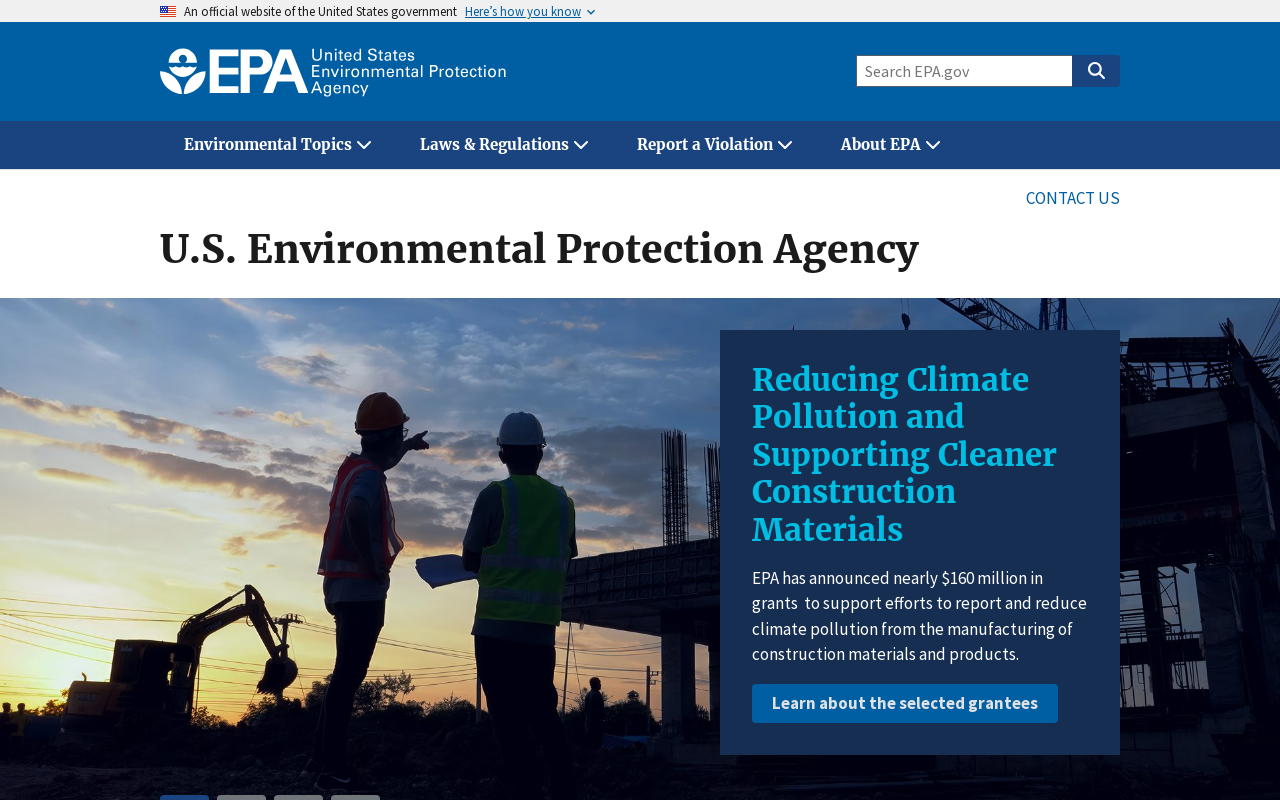 An official website of the United States government Here’s how you know
EPA United States
Environmental Protection
Agency
Search EPA.gov
Environmental Topics
Laws & Regulations
Report a Violation
About EPA
CONTACT US
U.S. Environmental Protection Agency
Reducing Climate
Pollution and
Supporting Cleaner
Construction
Materials
EPA has announced nearly $160 million in
grants to support efforts to report and reduce
climate pollution from the manufacturing of
construction materials and products.
Learn about the selected grantees